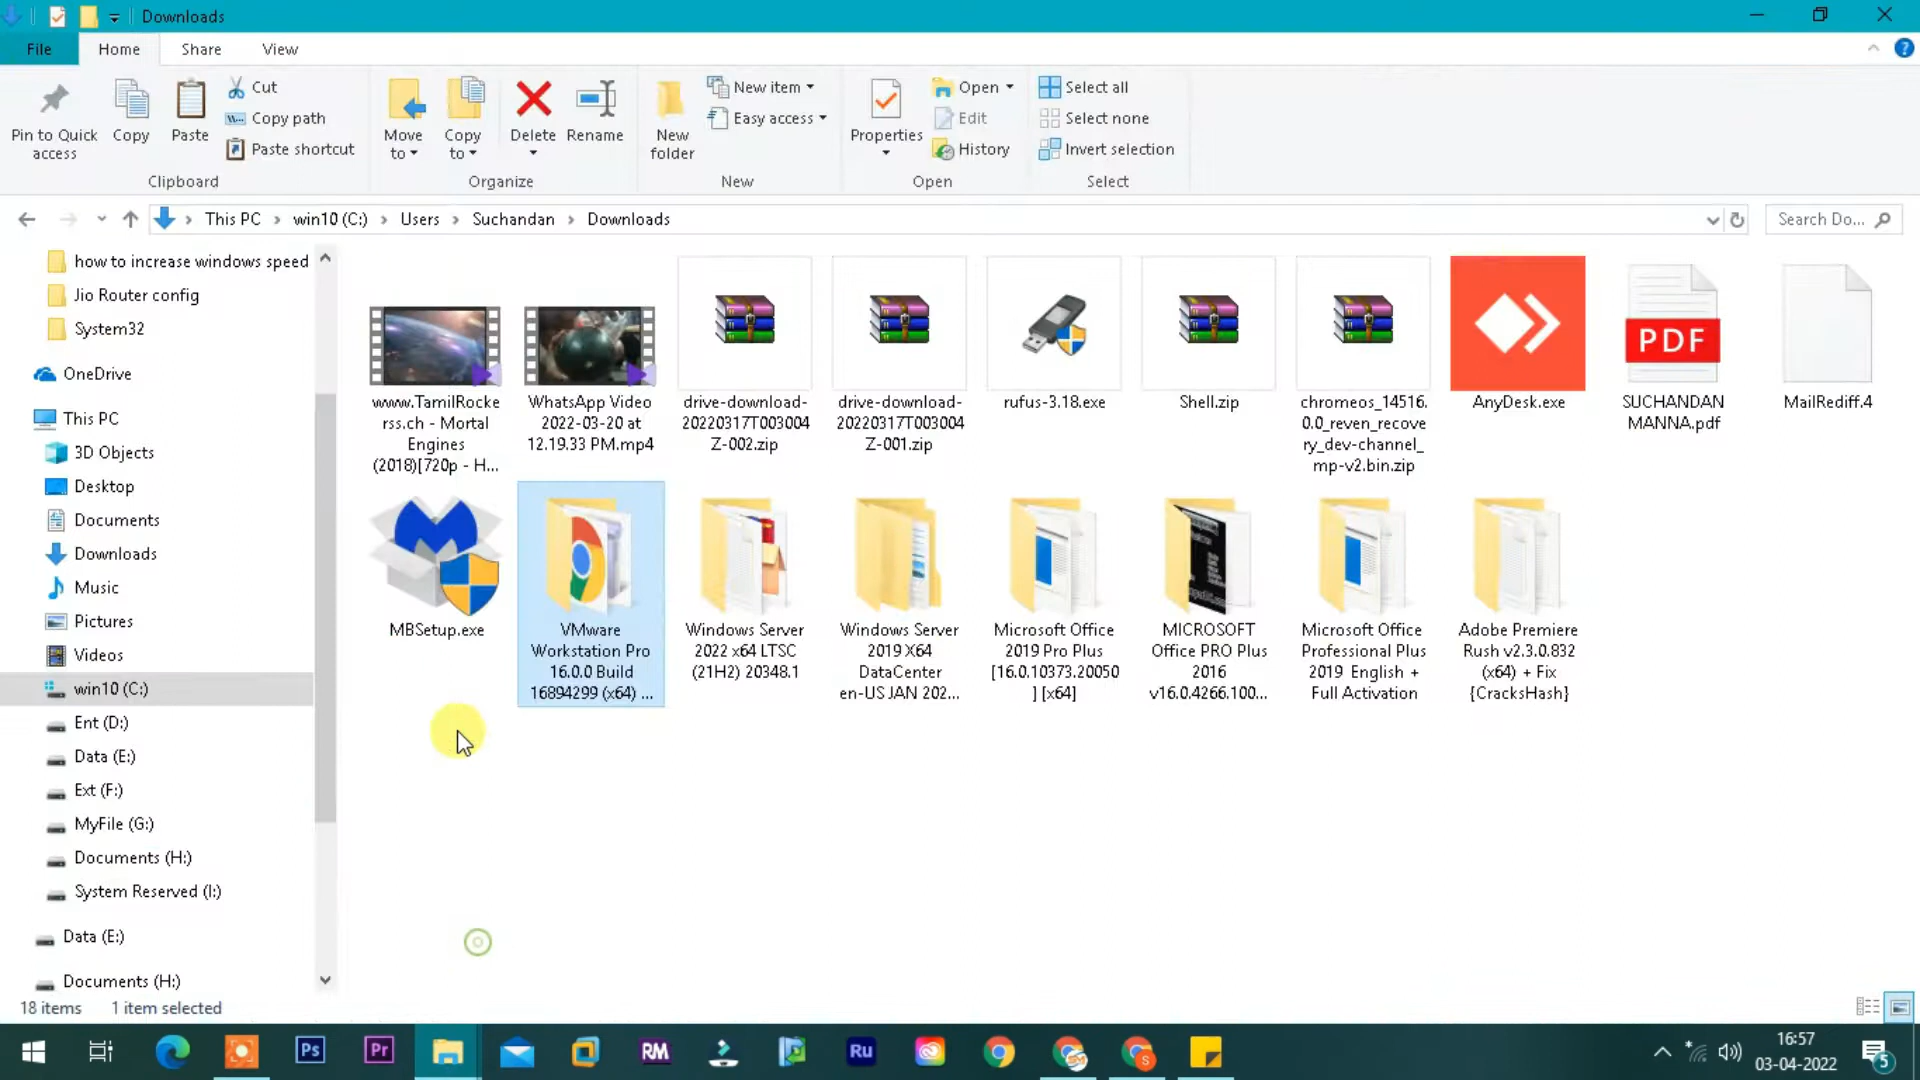 Downloads
File
Home
Share
View
Pin to Quick
access
Copy
Paste
Cut
Copy path
Paste shortcut
Clipboard
Move
to
Copy
to
Delete
Rename
Organize
New
folder
New item
Easy access
New
Properties
Open
Edit
History
Open
Select all
Select none
Invert selection
Select
This PC
win10 (C:)
Users
Suchandan
Downloads
Search Do...
how to increase windows speed
Jio Router config
System32
OneDrive
This PC
3D Objects
Desktop
Documents
Downloads
Music
Pictures
Videos
win10 (C:)
Ent (D:)
Data (E:)
Ext (F:)
MyFile (G:)
Documents (H:)
System Reserved (I:)
Data (E:)
Documents (H:)
www.TamilRocke
rss.ch - Mortal
Engines
(2018)[720p - H...
WhatsApp Video
2022-03-20 at
12.19.33 PM.mp4
drive-download-
20220317T003004
Z-002.zip
drive-download-
20220317T003004
Z-001.zip
rufus-3.18.exe
Shell.zip
chromeos_14516.
0.0_reven_recove
ry_dev-channel_
mp-v2.bin.zip
AnyDesk.exe
PDF
SUCHANDAN
MANNA.pdf
MailRediff.4
MBSetup.exe
VMware
Workstation Pro
16.0.0 Build
16894299 (x64) ...
Windows Server
2022 x64 LTSC
(21H2) 20348.1
Windows Server
2019 X64
DataCenter
en-US JAN 202...
Microsoft Office
2019 Pro Plus
[16.0.10373.20050
] [x64]
MICROSOFT
Office PRO Plus
2016
v16.0.4266.100...
Microsoft Office
Professional Plus
2019 English +
Full Activation
Adobe Premiere
Rush v2.3.0.832
(x64) + Fix
{CracksHash}
18 items
1 item selected
Ps
Pr
RM
Ru
SM
S
16:57
03-04-2022
5